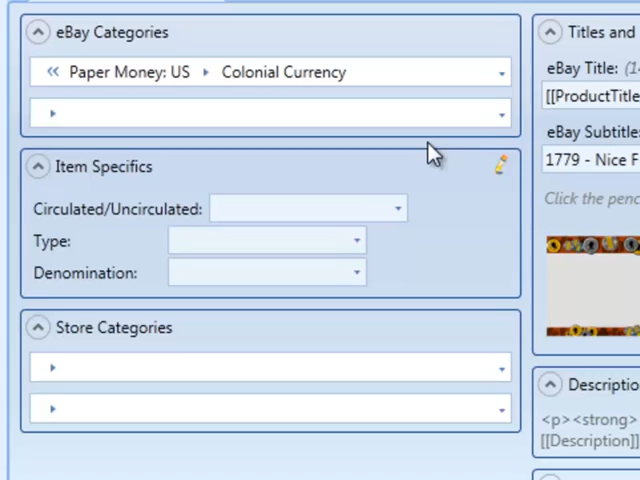 eBay Categories
Paper Money: US
Colonial Currency
Item Specifics
Circulated/Uncirculated:
Type:
Denomination:
Store Categories
Titles and
eBay Title:
[[ProductTitle
eBay Subtitle:
1779 - Nice F
Click the penc
Descriptio
<p><strong>
[[Description]]